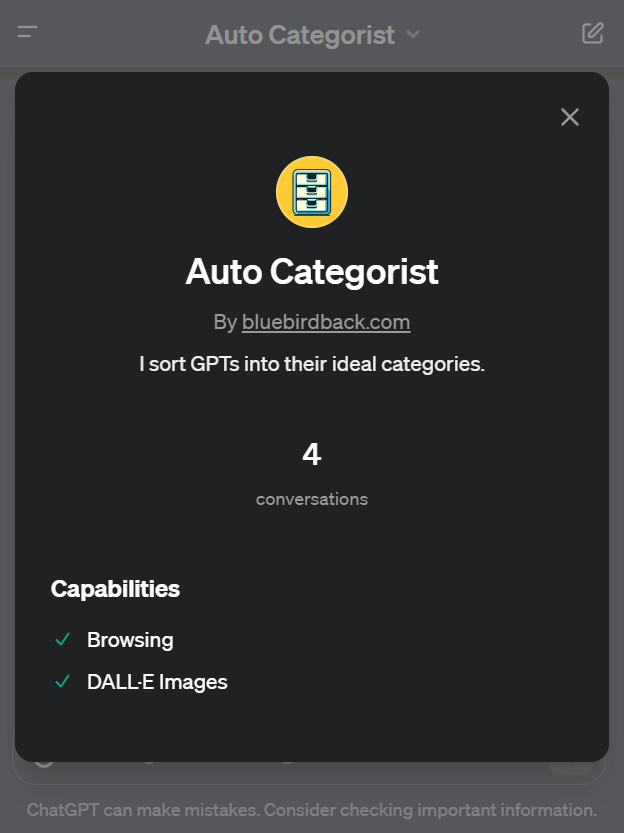 Auto Categorist
Auto Categorist
By bluebirdback.com
I sort GPTs into their ideal categories.
4
conversations
Capabilities
Browsing
DALL·E Images
ChatGPT can make mistakes. Consider checking important information.